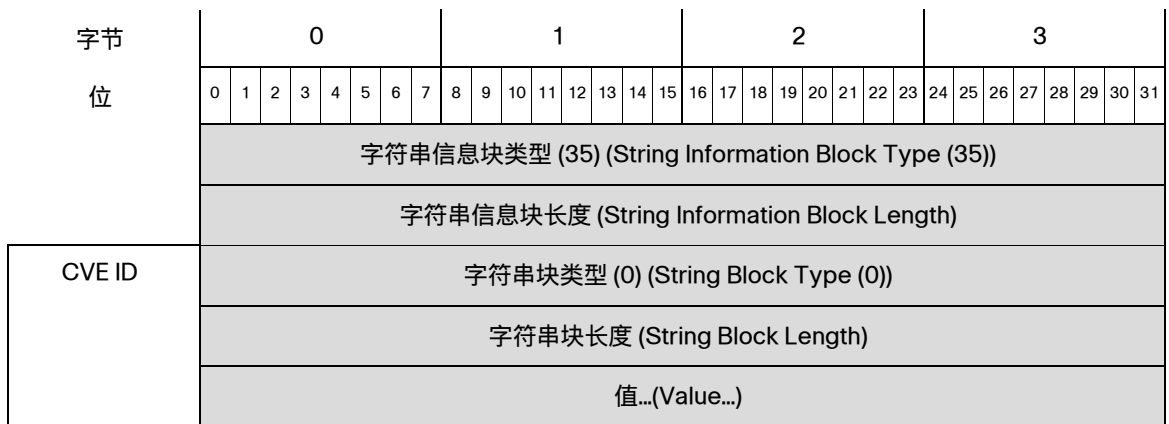 字节 0 1 2 3
位 0 1 2 3 4 5 6 7 8 9 10 11 12 13 14 15 16 17 18 19 20 21 22 23 24 25 26 27 28 29 30 31
字符串信息块类型 (35) (String Information Block Type (35))
字符串信息块长度 (String Information Block Length)
CVE ID 字符串块类型 (0) (String Block Type (0))
字符串块长度 (String Block Length)
值...(Value...)